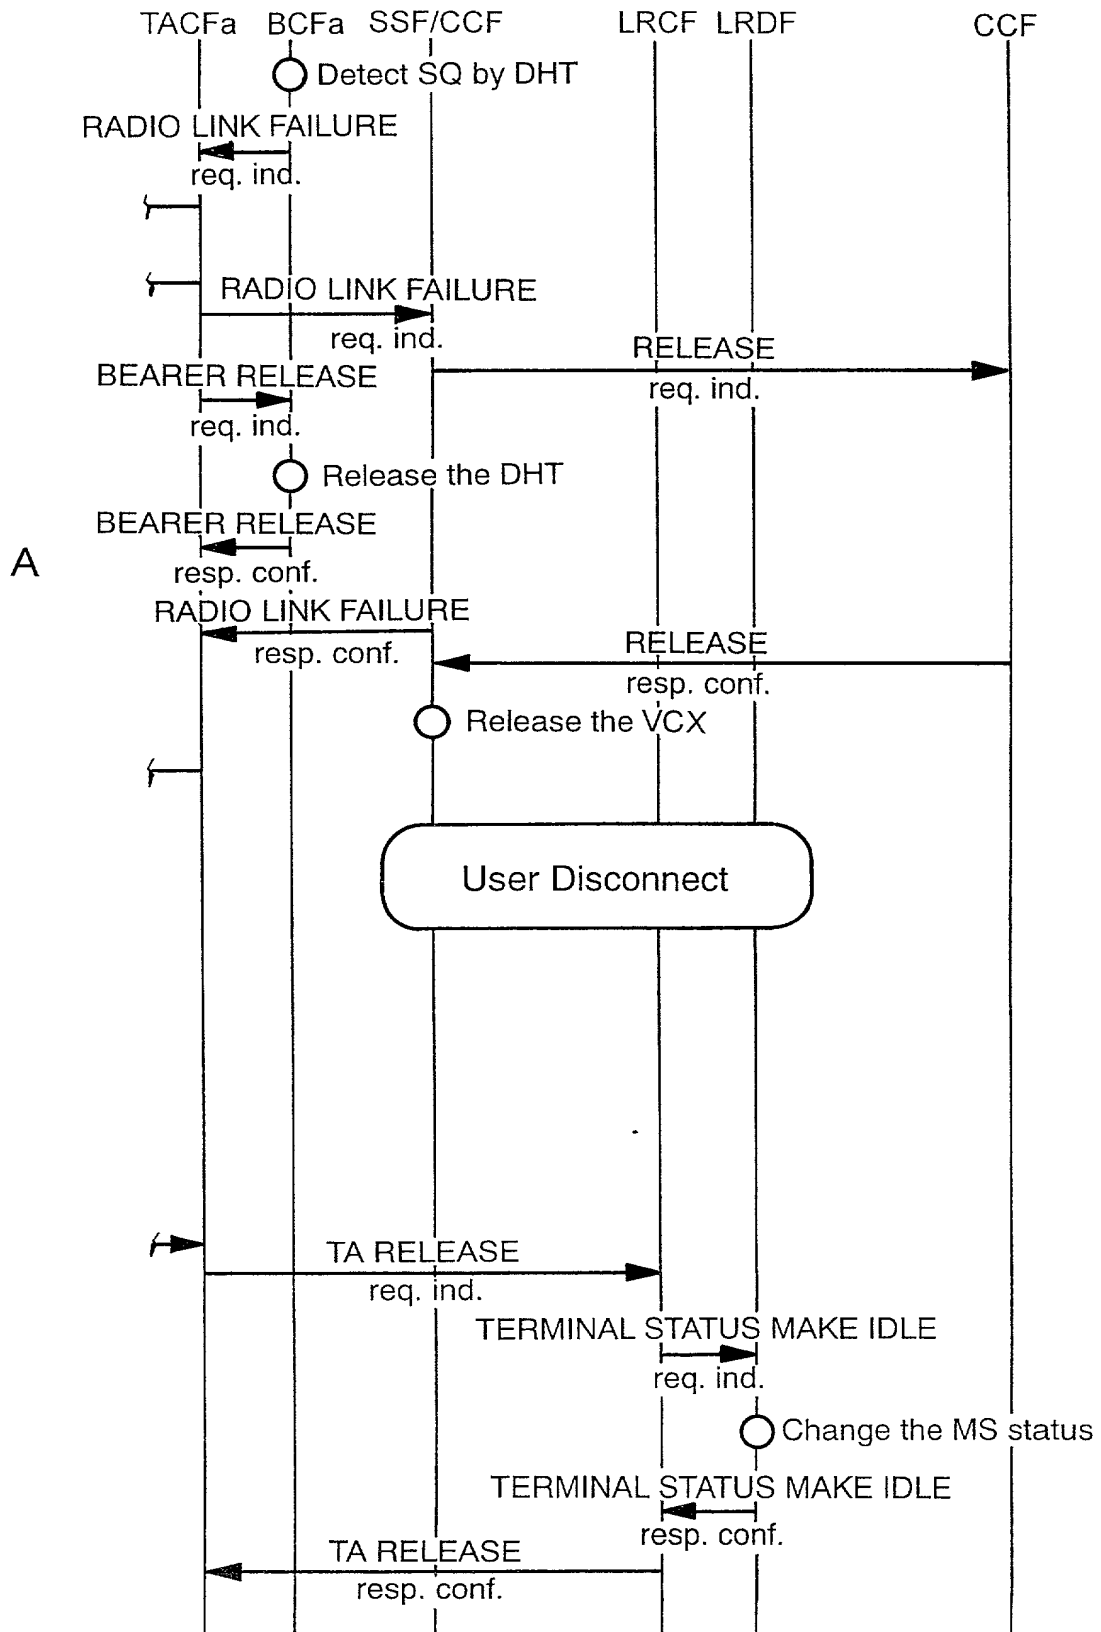 TACFa BCFa SSF/CCF LRCF LRDF CCF
Detect SQ by DHT
RADIO LINK FAILURE
req. ind.
RADIO LINK FAILURE
req. ind.
RELEASE
req. ind.
BEARER RELEASE
req. ind.
Release the DHT
BEARER RELEASE
A
resp. conf.
RADIO LINK FAILURE
resp. conf.
RELEASE
resp. conf.
Release the VCX
User Disconnect
TA RELEASE
req. ind.
TERMINAL STATUS MAKE IDLE
req. ind.
Change the MS status
TERMINAL STATUS MAKE IDLE
resp. conf.
TA RELEASE
resp. conf.